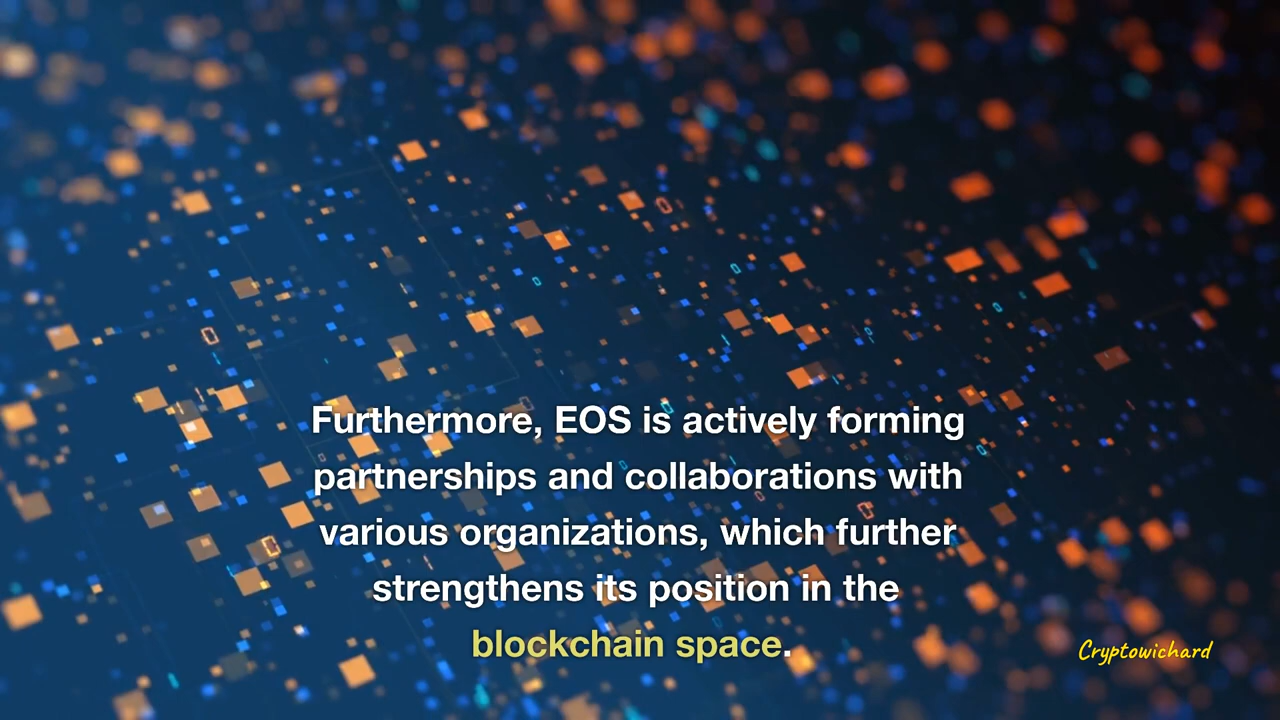 Furthermore, EOS is actively forming
partnerships and collaborations with
various organizations, which further
strengthens its position in the
blockchain space.
Cryptowichard